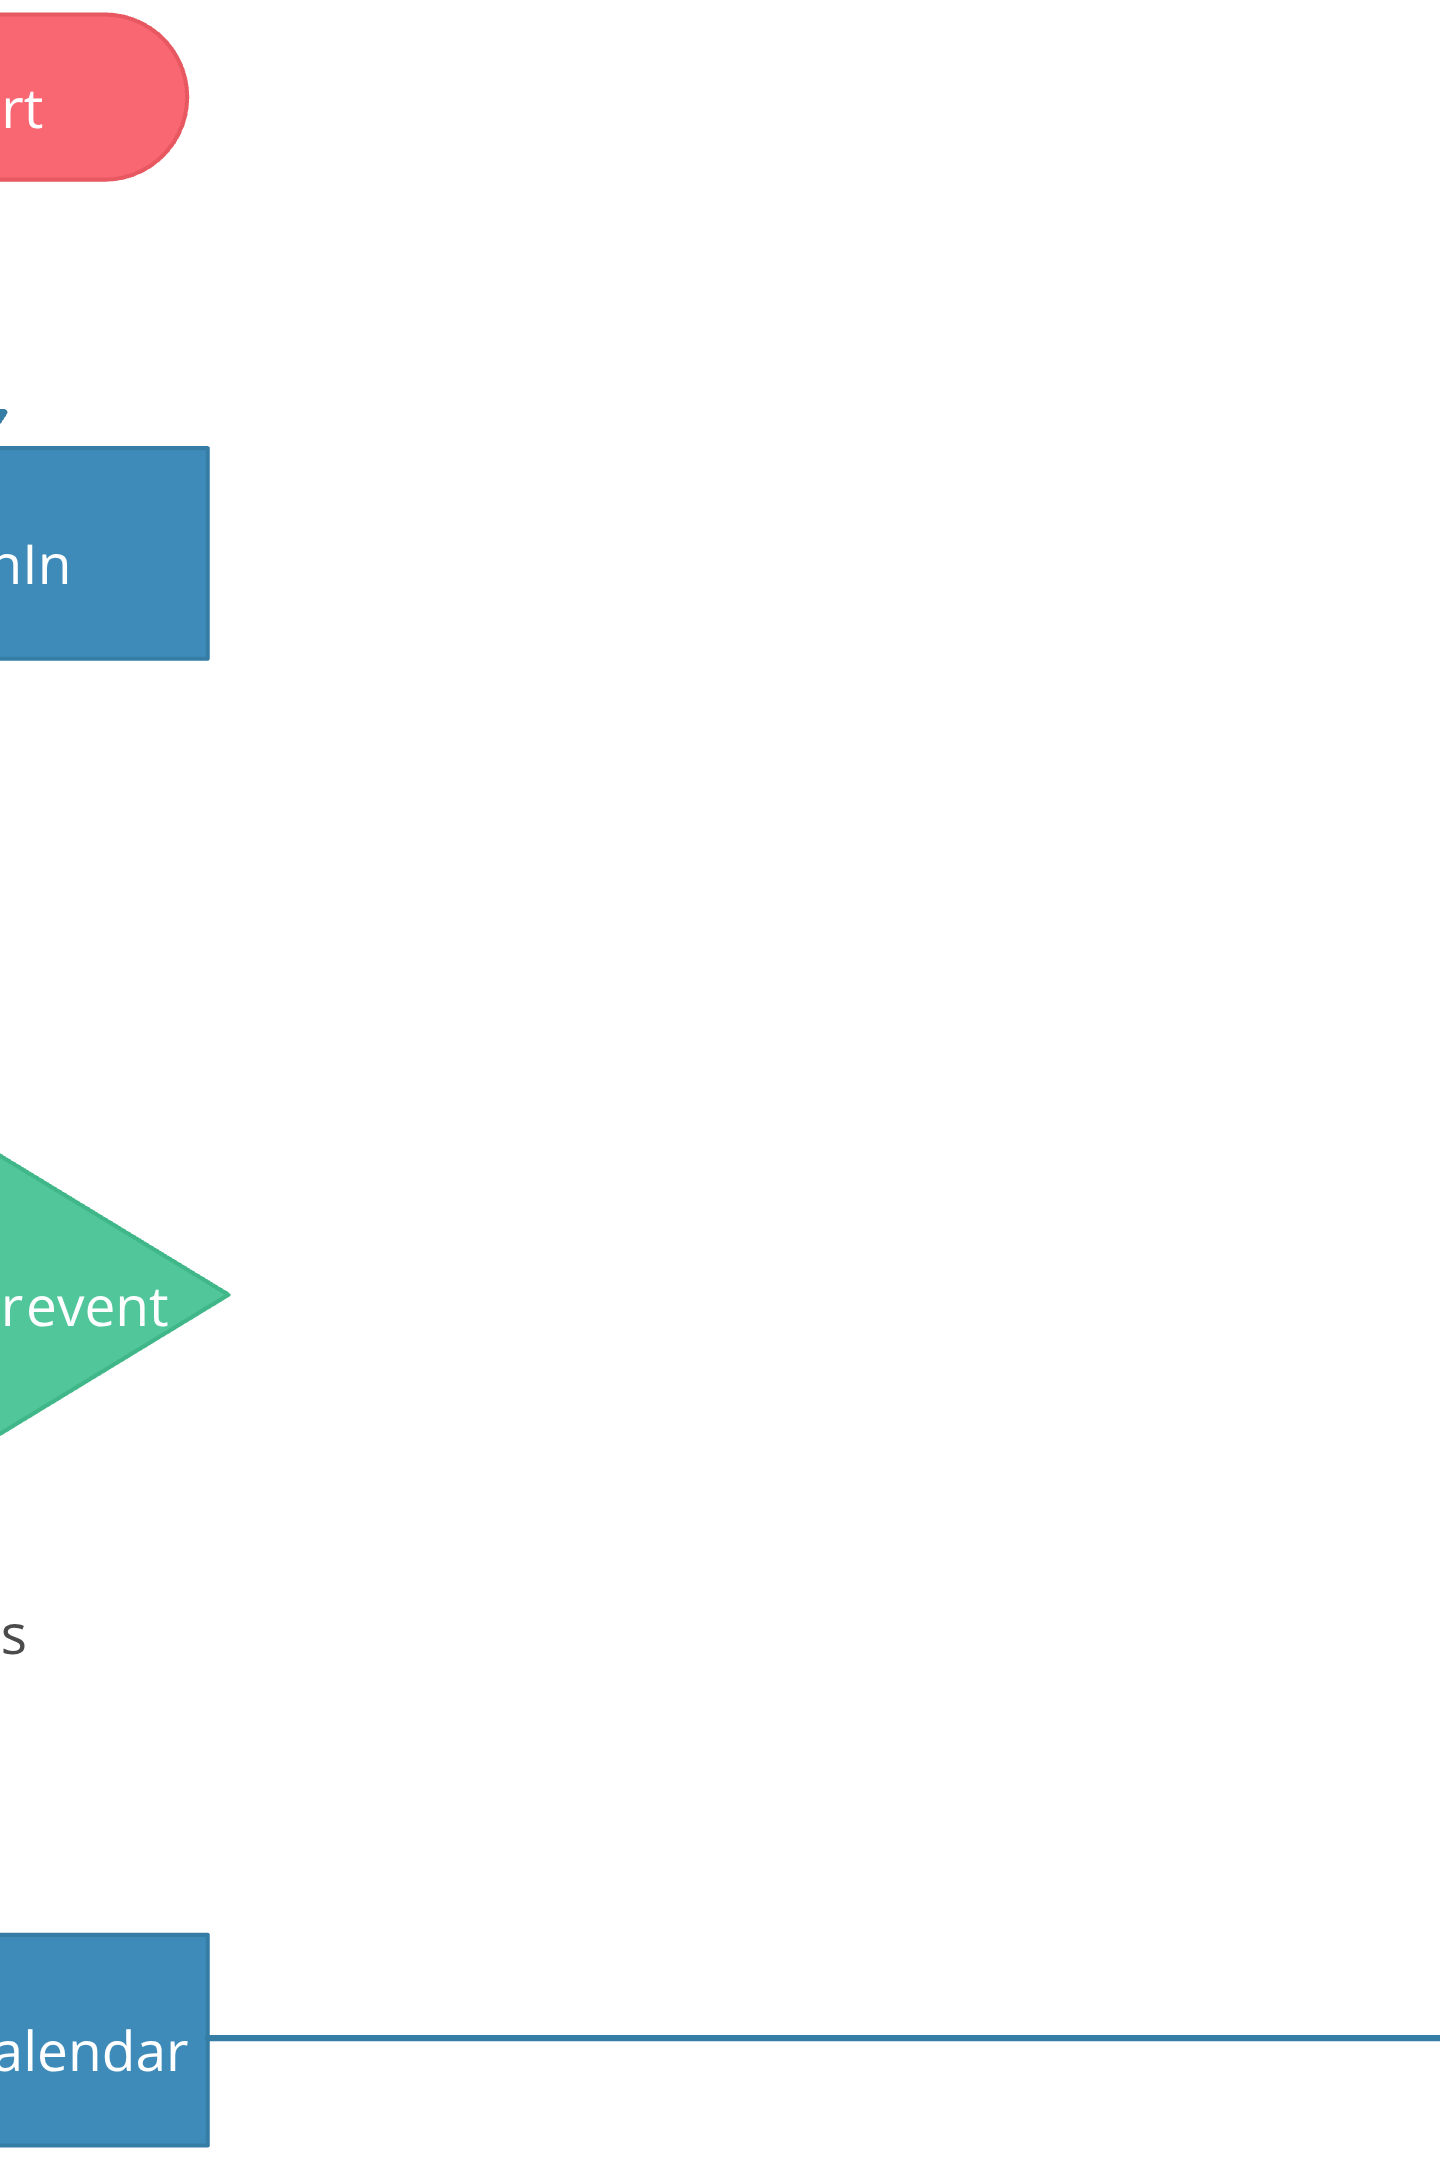 rt
nIn
revent
s
alendar